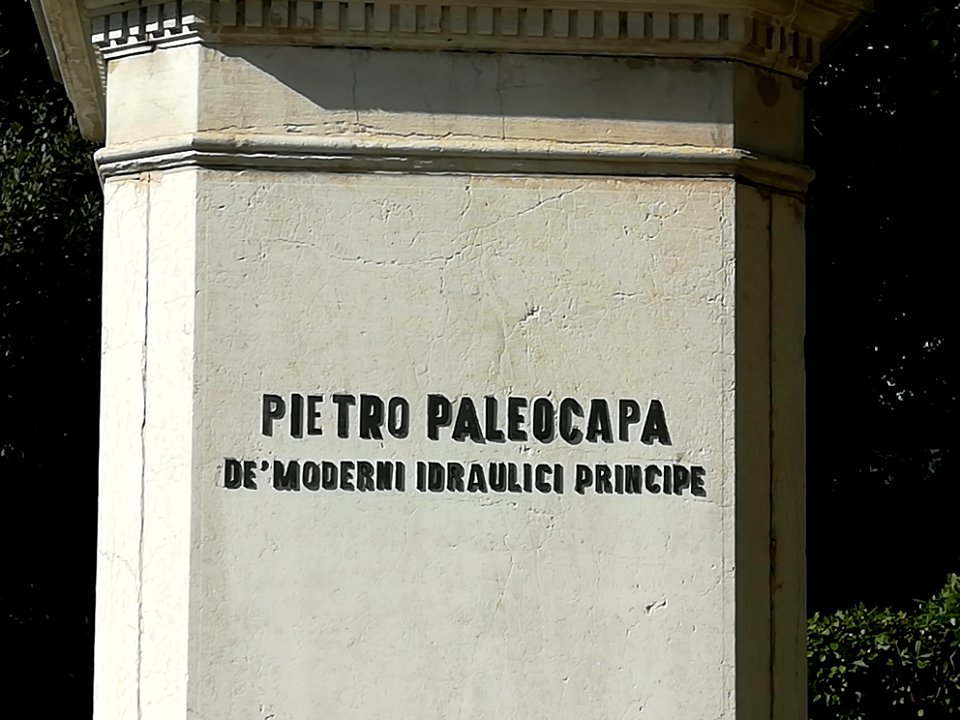 PIETRO PALEOCAPA
DE' MODERNI IDRAULICI PRINCIPE